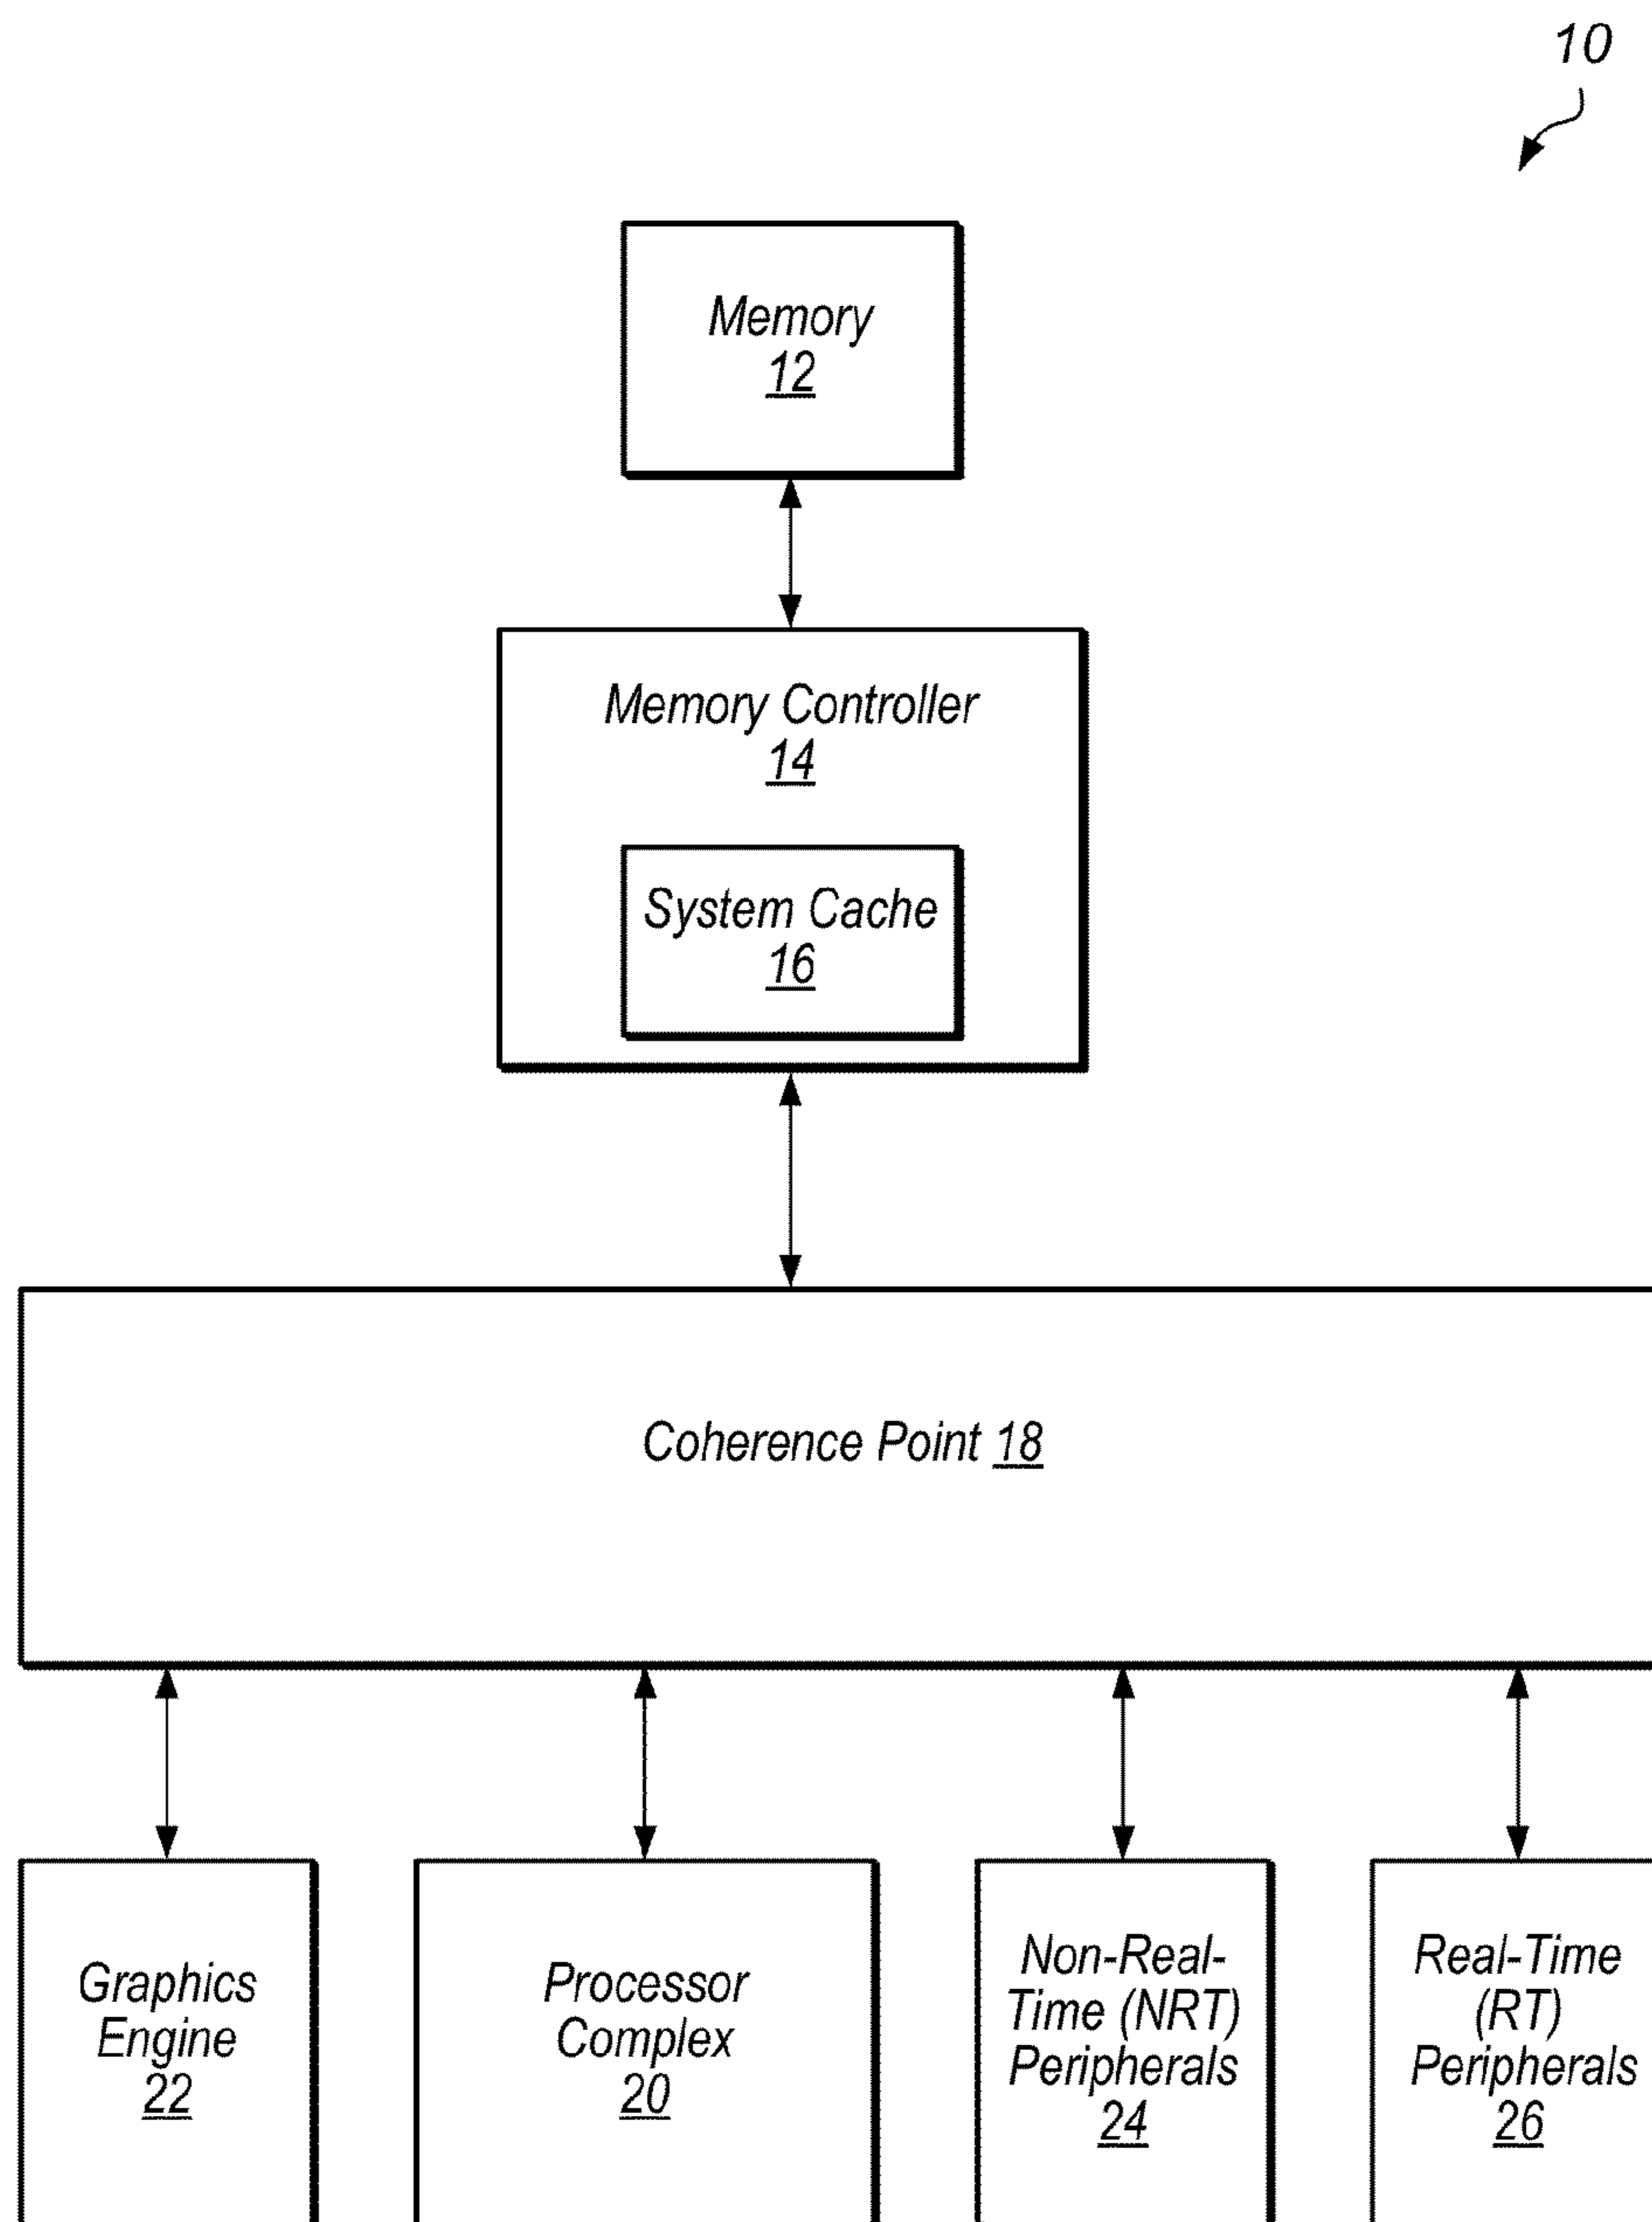 10
Memory
12
Memory Controller
14
System Cache
16
Coherence Point 18
Graphics
Engine
22
Processor
Complex
20
Non-Real-
Time (NRT)
Peripherals
24
Real-Time
(RT)
Peripherals
26